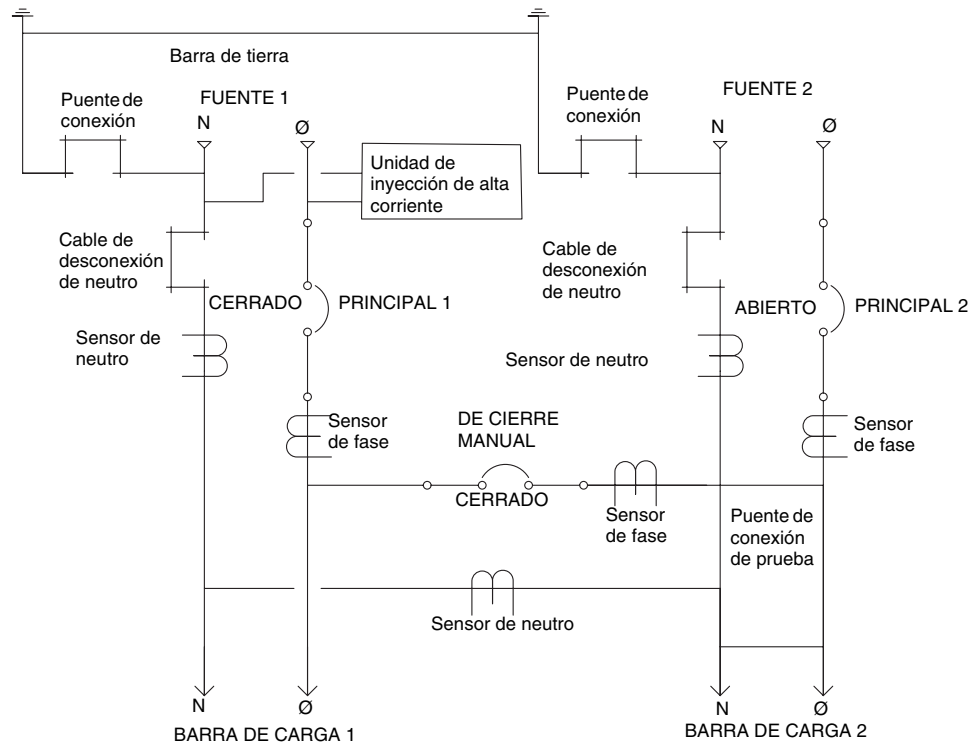 Barra de tierra
Puente de
conexión
FUENTE 1
N
Ø
Unidad de
inyección de alta
corriente
Puente de
conexión
FUENTE 2
N
Ø
Cable de
desconexión
de neutro
CERRADO
PRINCIPAL 1
Cable de
desconexión
de neutro
ABIERTO
PRINCIPAL 2
Sensor de
neutro
Sensor de neutro
Sensor
de fase
DE CIERRE
MANUAL
CERRADO
Sensor
de fase
Sensor
de fase
Puente de
conexión
de prueba
Sensor de neutro
N
Ø
BARRA DE CARGA 1
N
Ø
BARRA DE CARGA 2